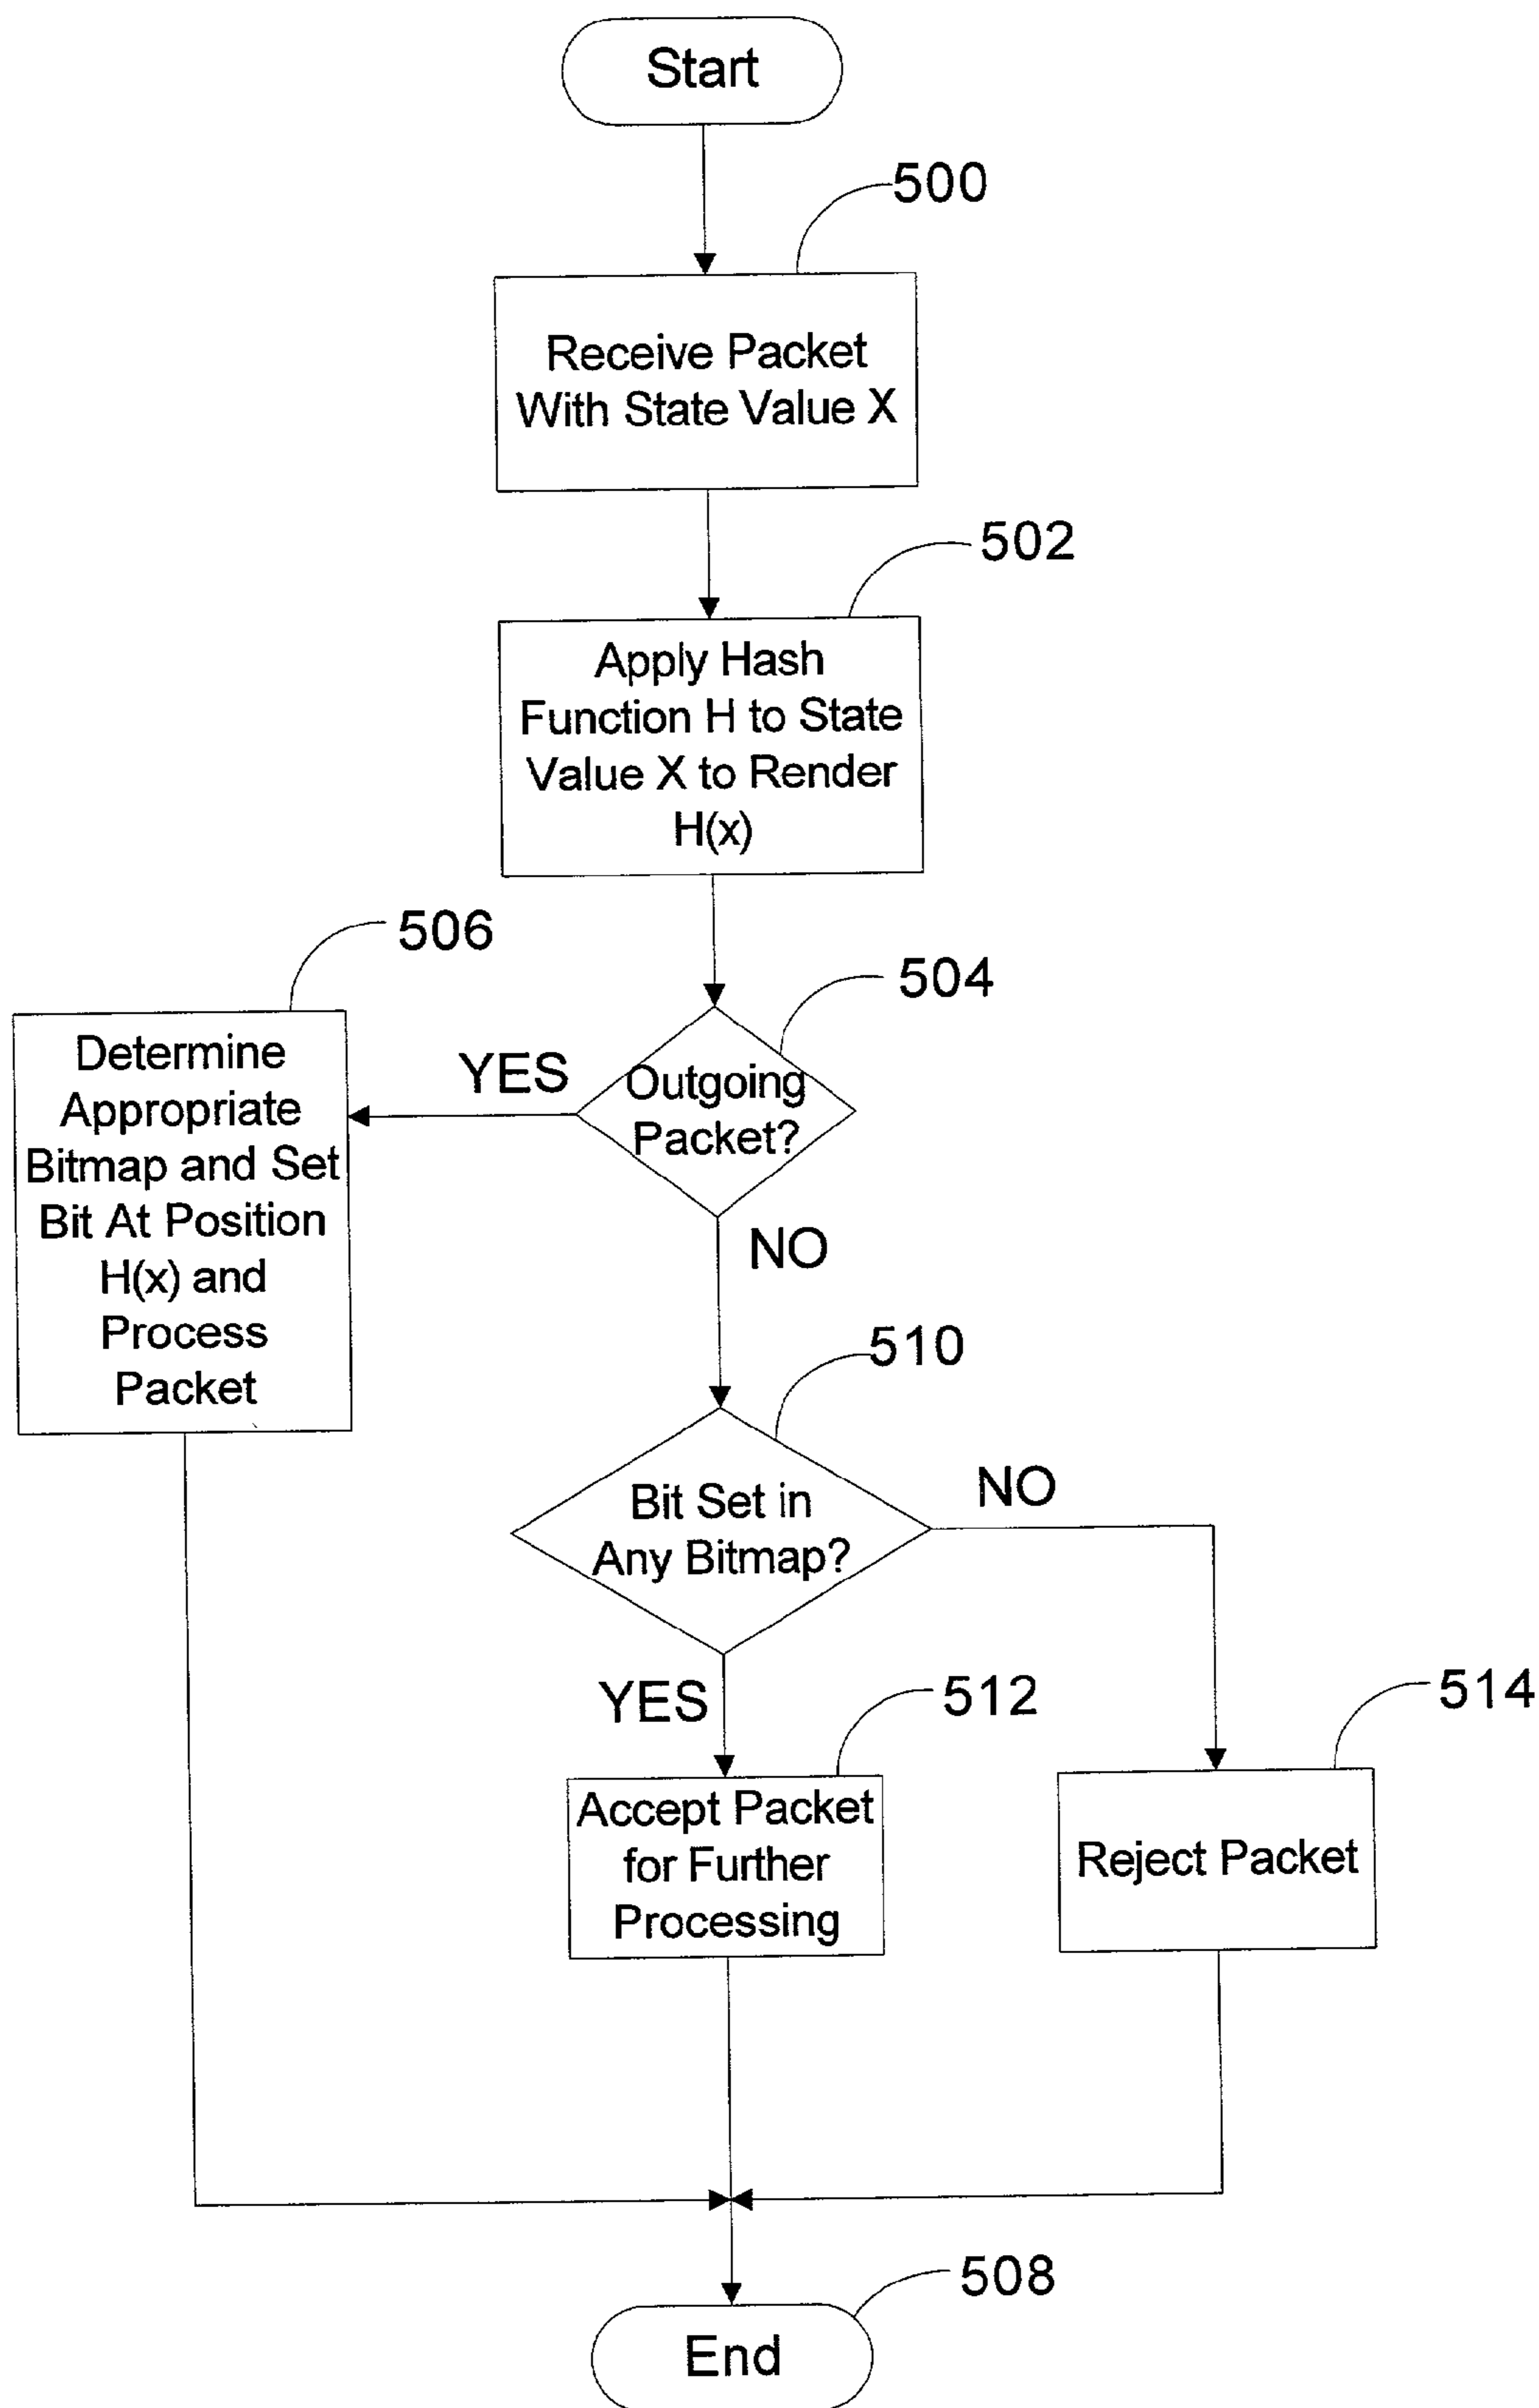 Start
500
Receive Packet
With State Value X
502
Apply Hash
Function H to State
Value X to Render
H(x)
504
Outgoing
Packet?
YES
506
Determine
Appropriate
Bitmap and Set
Bit At Position
H(x) and
Process
Packet
NO
510
Bit Set in
Any Bitmap?
NO
YES
512
Accept Packet
for Further
Processing
514
Reject Packet
508
End